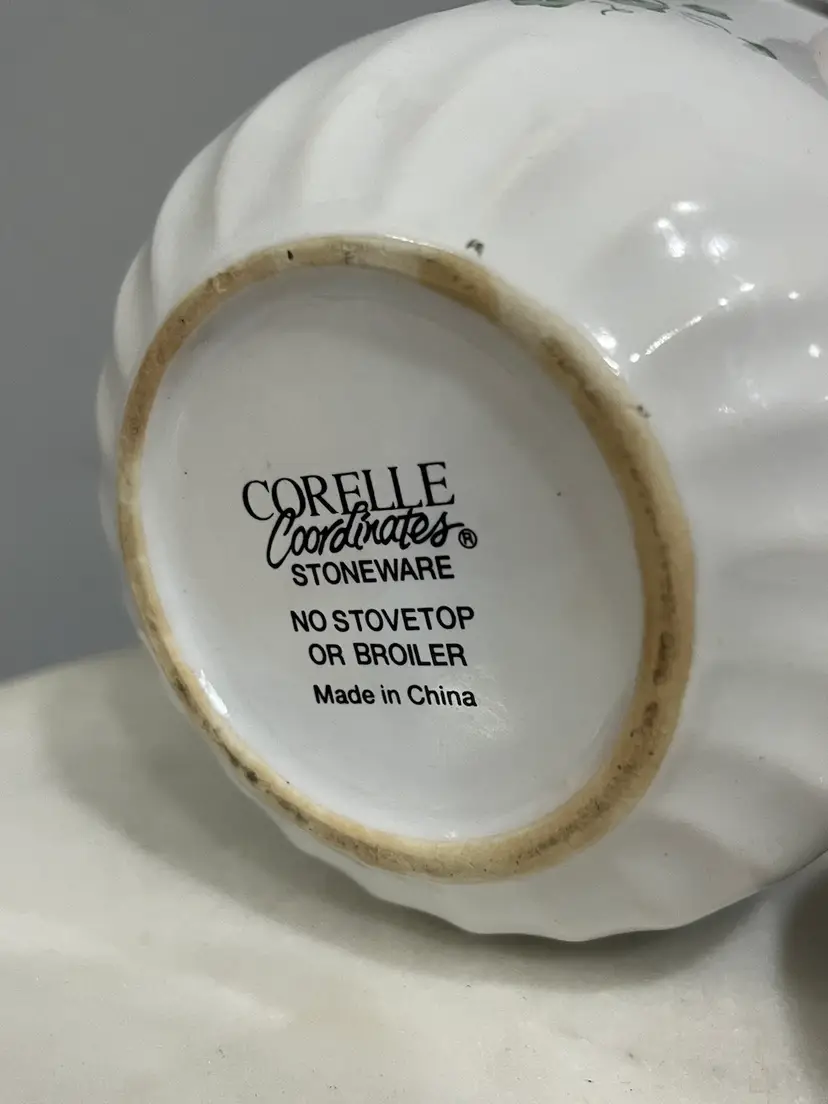 CORELLE
Coordinates®
STONEWARE
NO STOVETOP
OR BROILER
Made in China